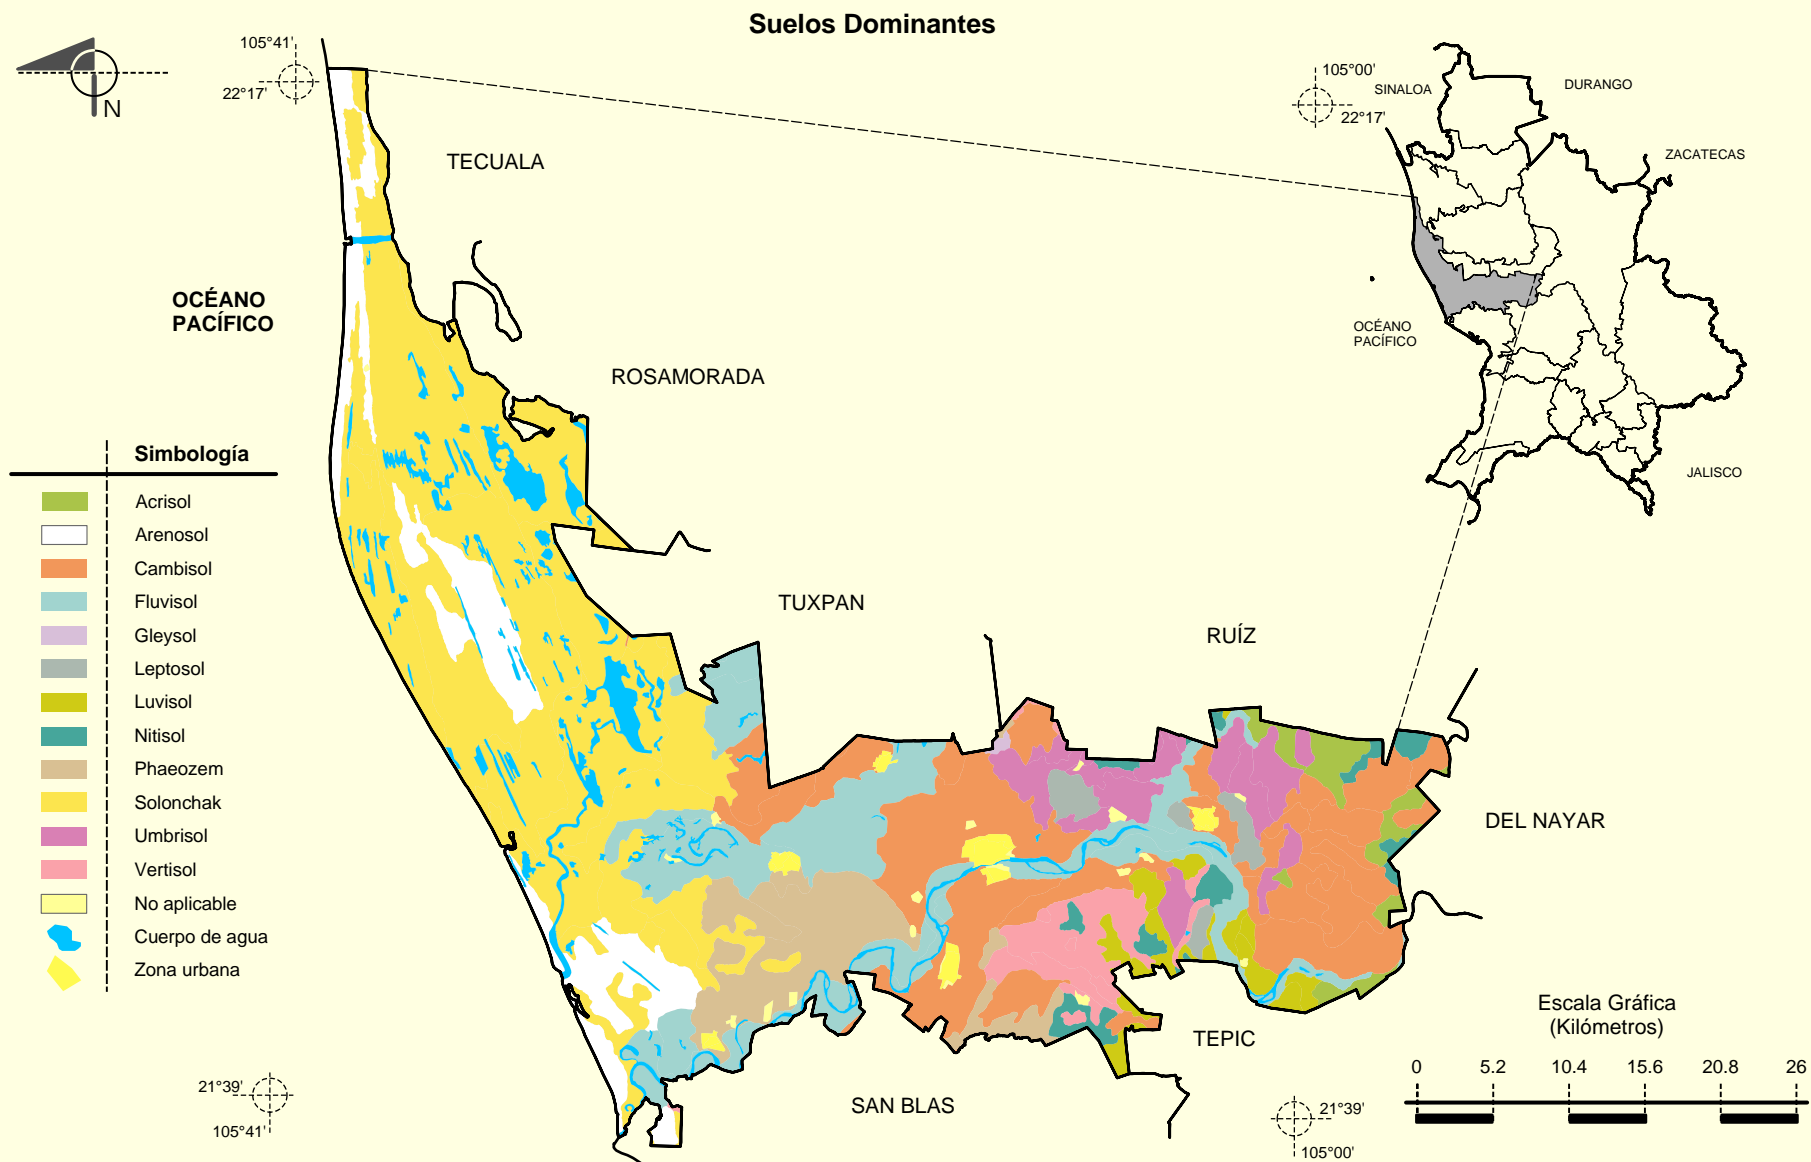 Suelos Dominantes
N
105°41'
22°17'
TECUALA
OCÉANO
PACÍFICO
ROSAMORADA
TUXPAN
RUÍZ
DEL NAYAR
TEPIC
SAN BLAS
21°39'
105°41'
21°39'
105°00'
105°00'
22°17'
SINALOA
DURANGO
ZACATECAS
OCÉANO
PACÍFICO
JALISCO
Simbología
Acrisol
Arenosol
Cambisol
Fluvisol
Gleysol
Leptosol
Luvisol
Nitisol
Phaeozem
Solonchak
Umbrisol
Vertisol
No aplicable
Cuerpo de agua
Zona urbana
Escala Gráfica
(Kilómetros)
0 5.2 10.4 15.6 20.8 26